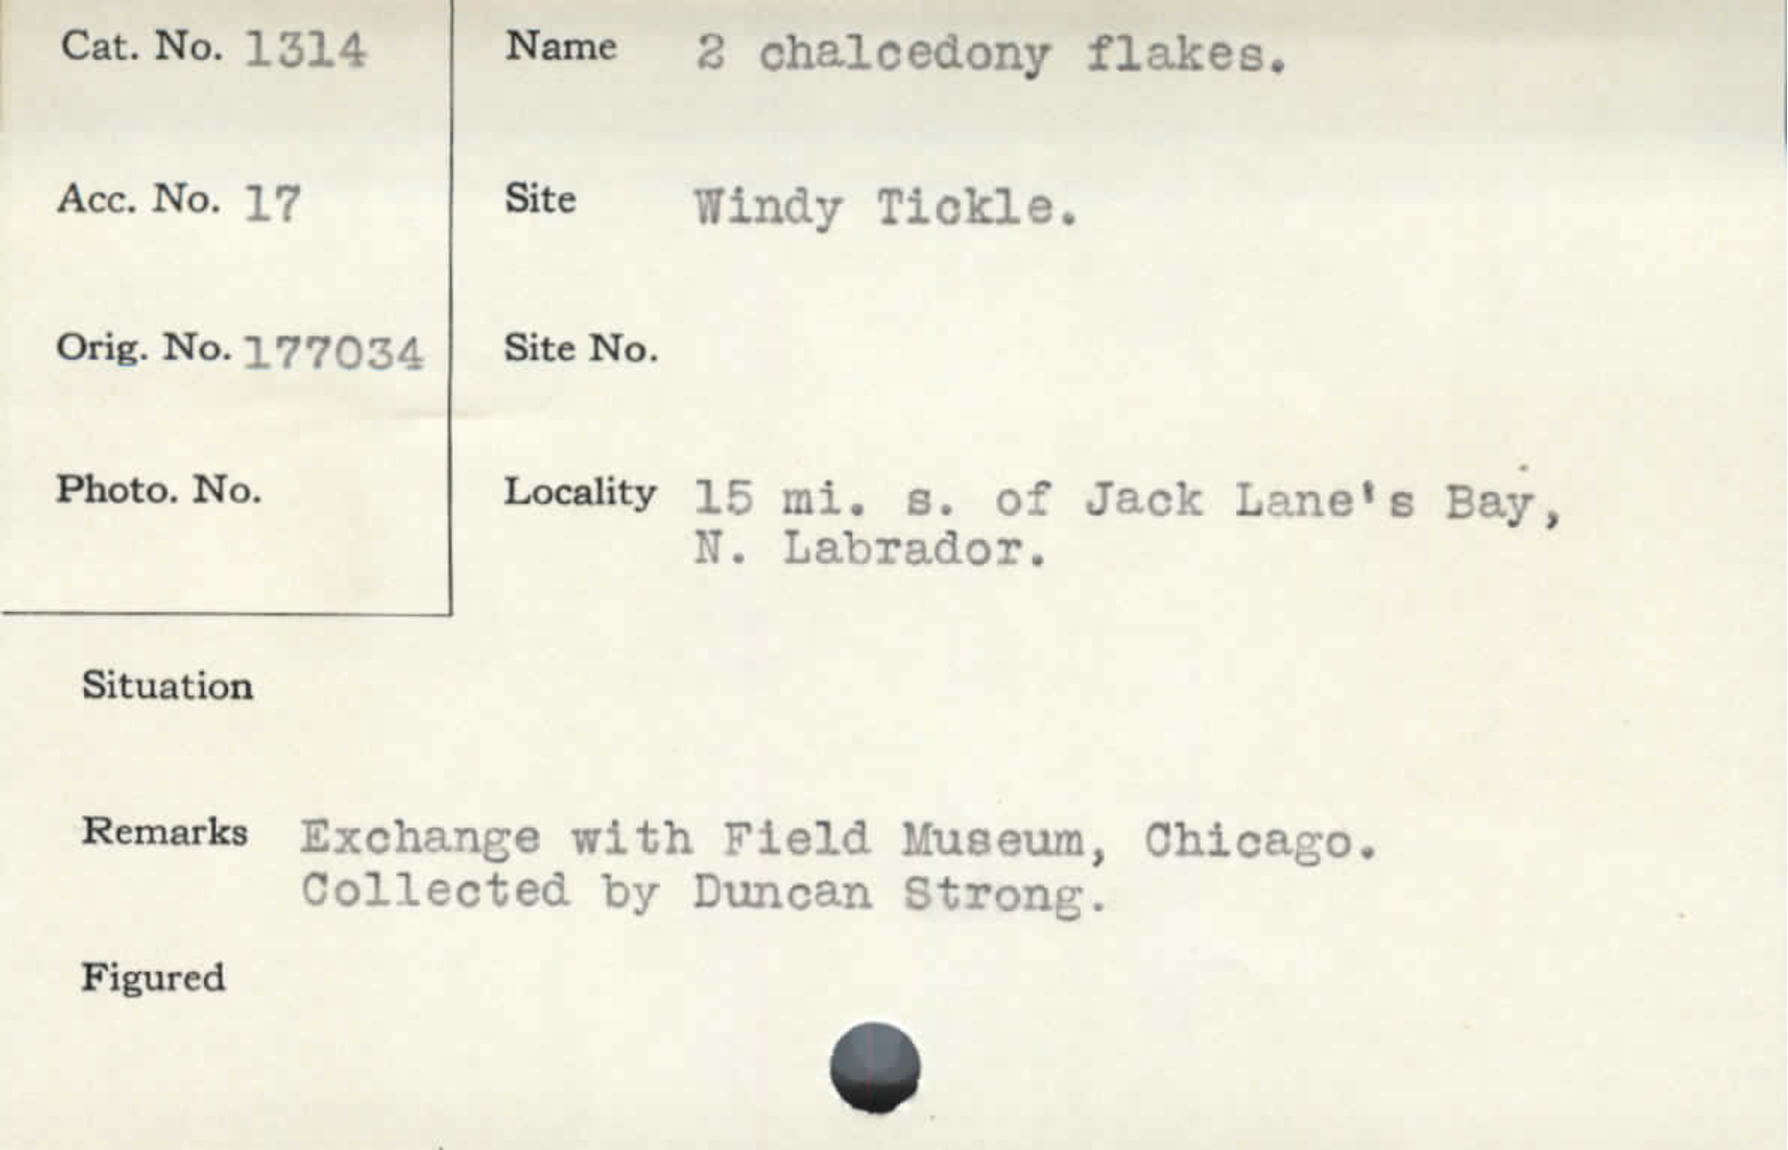 Cat. No. 1314
Name 2 chalcedony flakes.
Acc. No. 17
Site Windy Tickle.
Orig. No. 177034
Site No.
Photo. No.
Locality 15 mi. s. of Jack Lane's Bay,
N. Labrador.
Situation
Remarks Exchange with Field Museum, Chicago.
Collected by Duncan Strong.
Figured